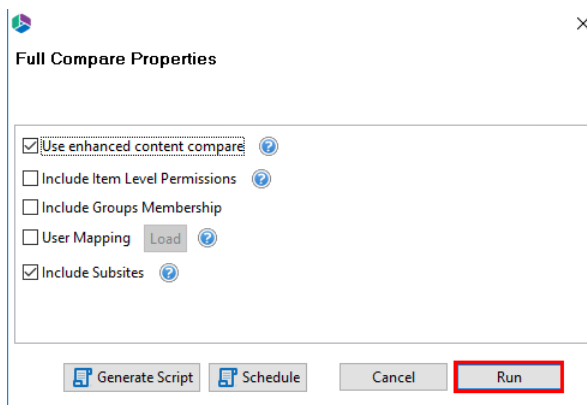 Full Compare Properties
Use enhanced content compare
Include Item Level Permissions
Include Groups Membership
User Mapping Load
Include Subsites
Generate Script Schedule Cancel Run